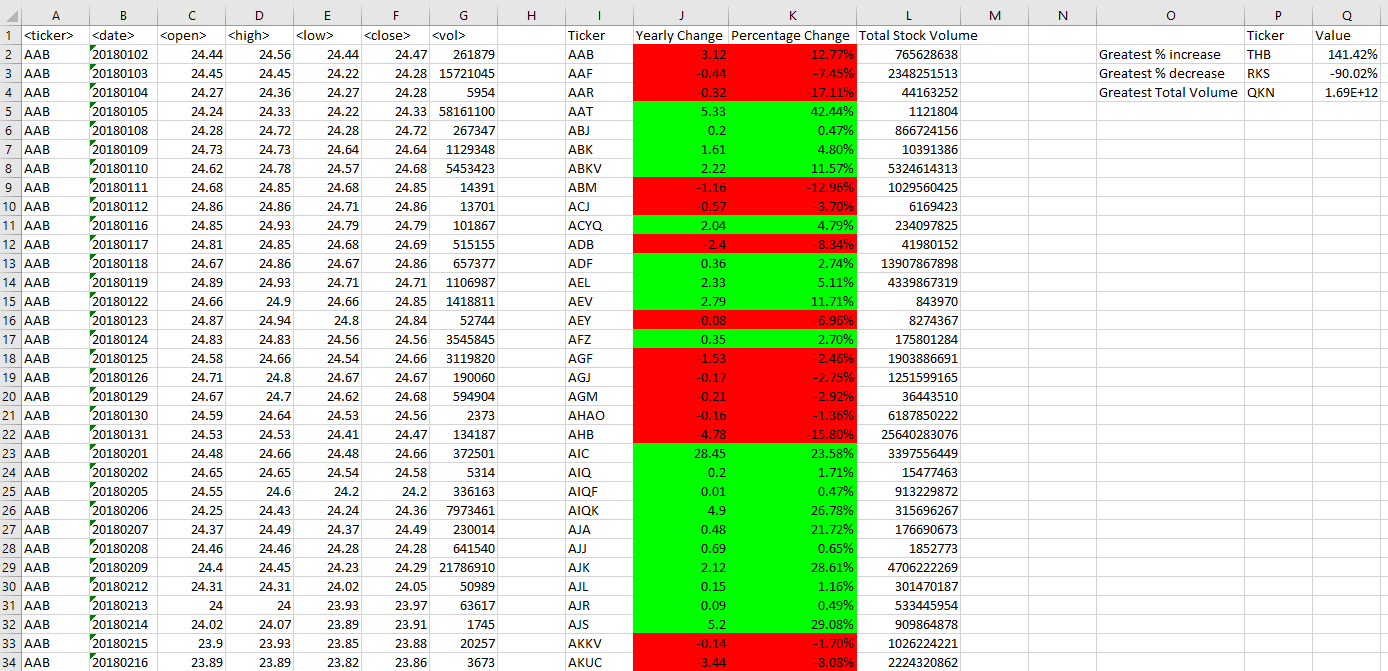 A B C D E F G H I J K L M N O P Q
1 <ticker> <date> <open> <high> <low> <close> <vol> Ticker Yearly Change Percentage Change Total Stock Volume Ticker Value
2 AAB 20180102 24.44 24.56 24.44 24.47 261879 AAB -3.12 -12.77% 765628638 Greatest % increase THB 141.42%
3 AAB 20180103 24.45 24.45 24.22 24.28 15721045 AAF -0.44 -7.45% 2348251513 Greatest % decrease RKS -90.02%
4 AAB 20180104 24.27 24.36 24.27 24.28 5954 AAR -0.32 -17.11% 44163252 Greatest Total Volume QKN 1.69E+12
5 AAB 20180105 24.24 24.33 24.22 24.33 58161100 AAT 5.33 42.44% 1121804
6 AAB 20180108 24.28 24.72 24.28 24.72 267347 ABJ 0.2 0.47% 866724156
7 AAB 20180109 24.73 24.73 24.64 24.64 1129348 ABK 1.61 4.80% 10391386
8 AAB 20180110 24.62 24.78 24.57 24.68 5453423 ABKV 2.22 11.57% 5324614313
9 AAB 20180111 24.68 24.85 24.68 24.85 14391 ABM -1.16 -12.96% 1029560425
10 AAB 20180112 24.86 24.86 24.71 24.86 13701 ACJ -0.57 -3.70% 6169423
11 AAB 20180116 24.85 24.93 24.79 24.79 101867 ACYQ 2.04 4.79% 234097825
12 AAB 20180117 24.81 24.85 24.68 24.69 515155 ADB -2.4 -8.34% 41980152
13 AAB 20180118 24.67 24.86 24.67 24.86 657377 ADF 0.36 2.74% 13907867898
14 AAB 20180119 24.89 24.93 24.71 24.71 1106987 AEL 2.33 5.11% 4339867319
15 AAB 20180122 24.66 24.9 24.66 24.85 1418811 AEV 2.79 11.71% 843970
16 AAB 20180123 24.87 24.94 24.8 24.84 52744 AEY -0.08 -6.96% 8274367
17 AAB 20180124 24.83 24.83 24.56 24.56 3545845 AFZ 0.35 2.70% 175801284
18 AAB 20180125 24.58 24.66 24.54 24.66 3119820 AGF -1.53 -2.46% 1903886691
19 AAB 20180126 24.71 24.8 24.67 24.67 190060 AGJ -0.17 -2.75% 1251599165
20 AAB 20180129 24.67 24.7 24.62 24.68 594904 AGM -0.21 -2.92% 36443510
21 AAB 20180130 24.59 24.64 24.53 24.56 2373 AHAO -0.16 -1.36% 6187850222
22 AAB 20180131 24.53 24.53 24.41 24.47 134187 AHB -4.78 -15.80% 25640283076
23 AAB 20180201 24.48 24.66 24.48 24.66 372501 AIC 28.45 23.58% 3397556449
24 AAB 20180202 24.65 24.65 24.54 24.58 5314 AIQ 0.2 1.71% 15477463
25 AAB 20180205 24.55 24.6 24.2 24.2 336163 AIQF 0.01 0.47% 913229872
26 AAB 20180206 24.25 24.43 24.24 24.36 7973461 AIQK 4.9 26.78% 315696267
27 AAB 20180207 24.37 24.49 24.37 24.49 230014 AJA 0.48 21.72% 176690673
28 AAB 20180208 24.46 24.46 24.28 24.28 641540 AJJ 0.69 0.65% 1852773
29 AAB 20180209 24.4 24.45 24.23 24.29 21786910 AJK 2.12 28.61% 4706222269
30 AAB 20180212 24.31 24.31 24.02 24.05 50989 AJL 0.15 1.16% 301470187
31 AAB 20180213 24 24 23.93 23.97 63617 AJR 0.09 0.49% 533445954
32 AAB 20180214 24.02 24.07 23.89 23.91 1745 AJS 5.2 29.08% 909864878
33 AAB 20180215 23.9 23.93 23.85 23.88 20257 AKKV -0.14 -1.70% 1026224221
34 AAB 20180216 23.89 23.89 23.82 23.86 3673 AKUC -3.44 -8.08% 2224320862